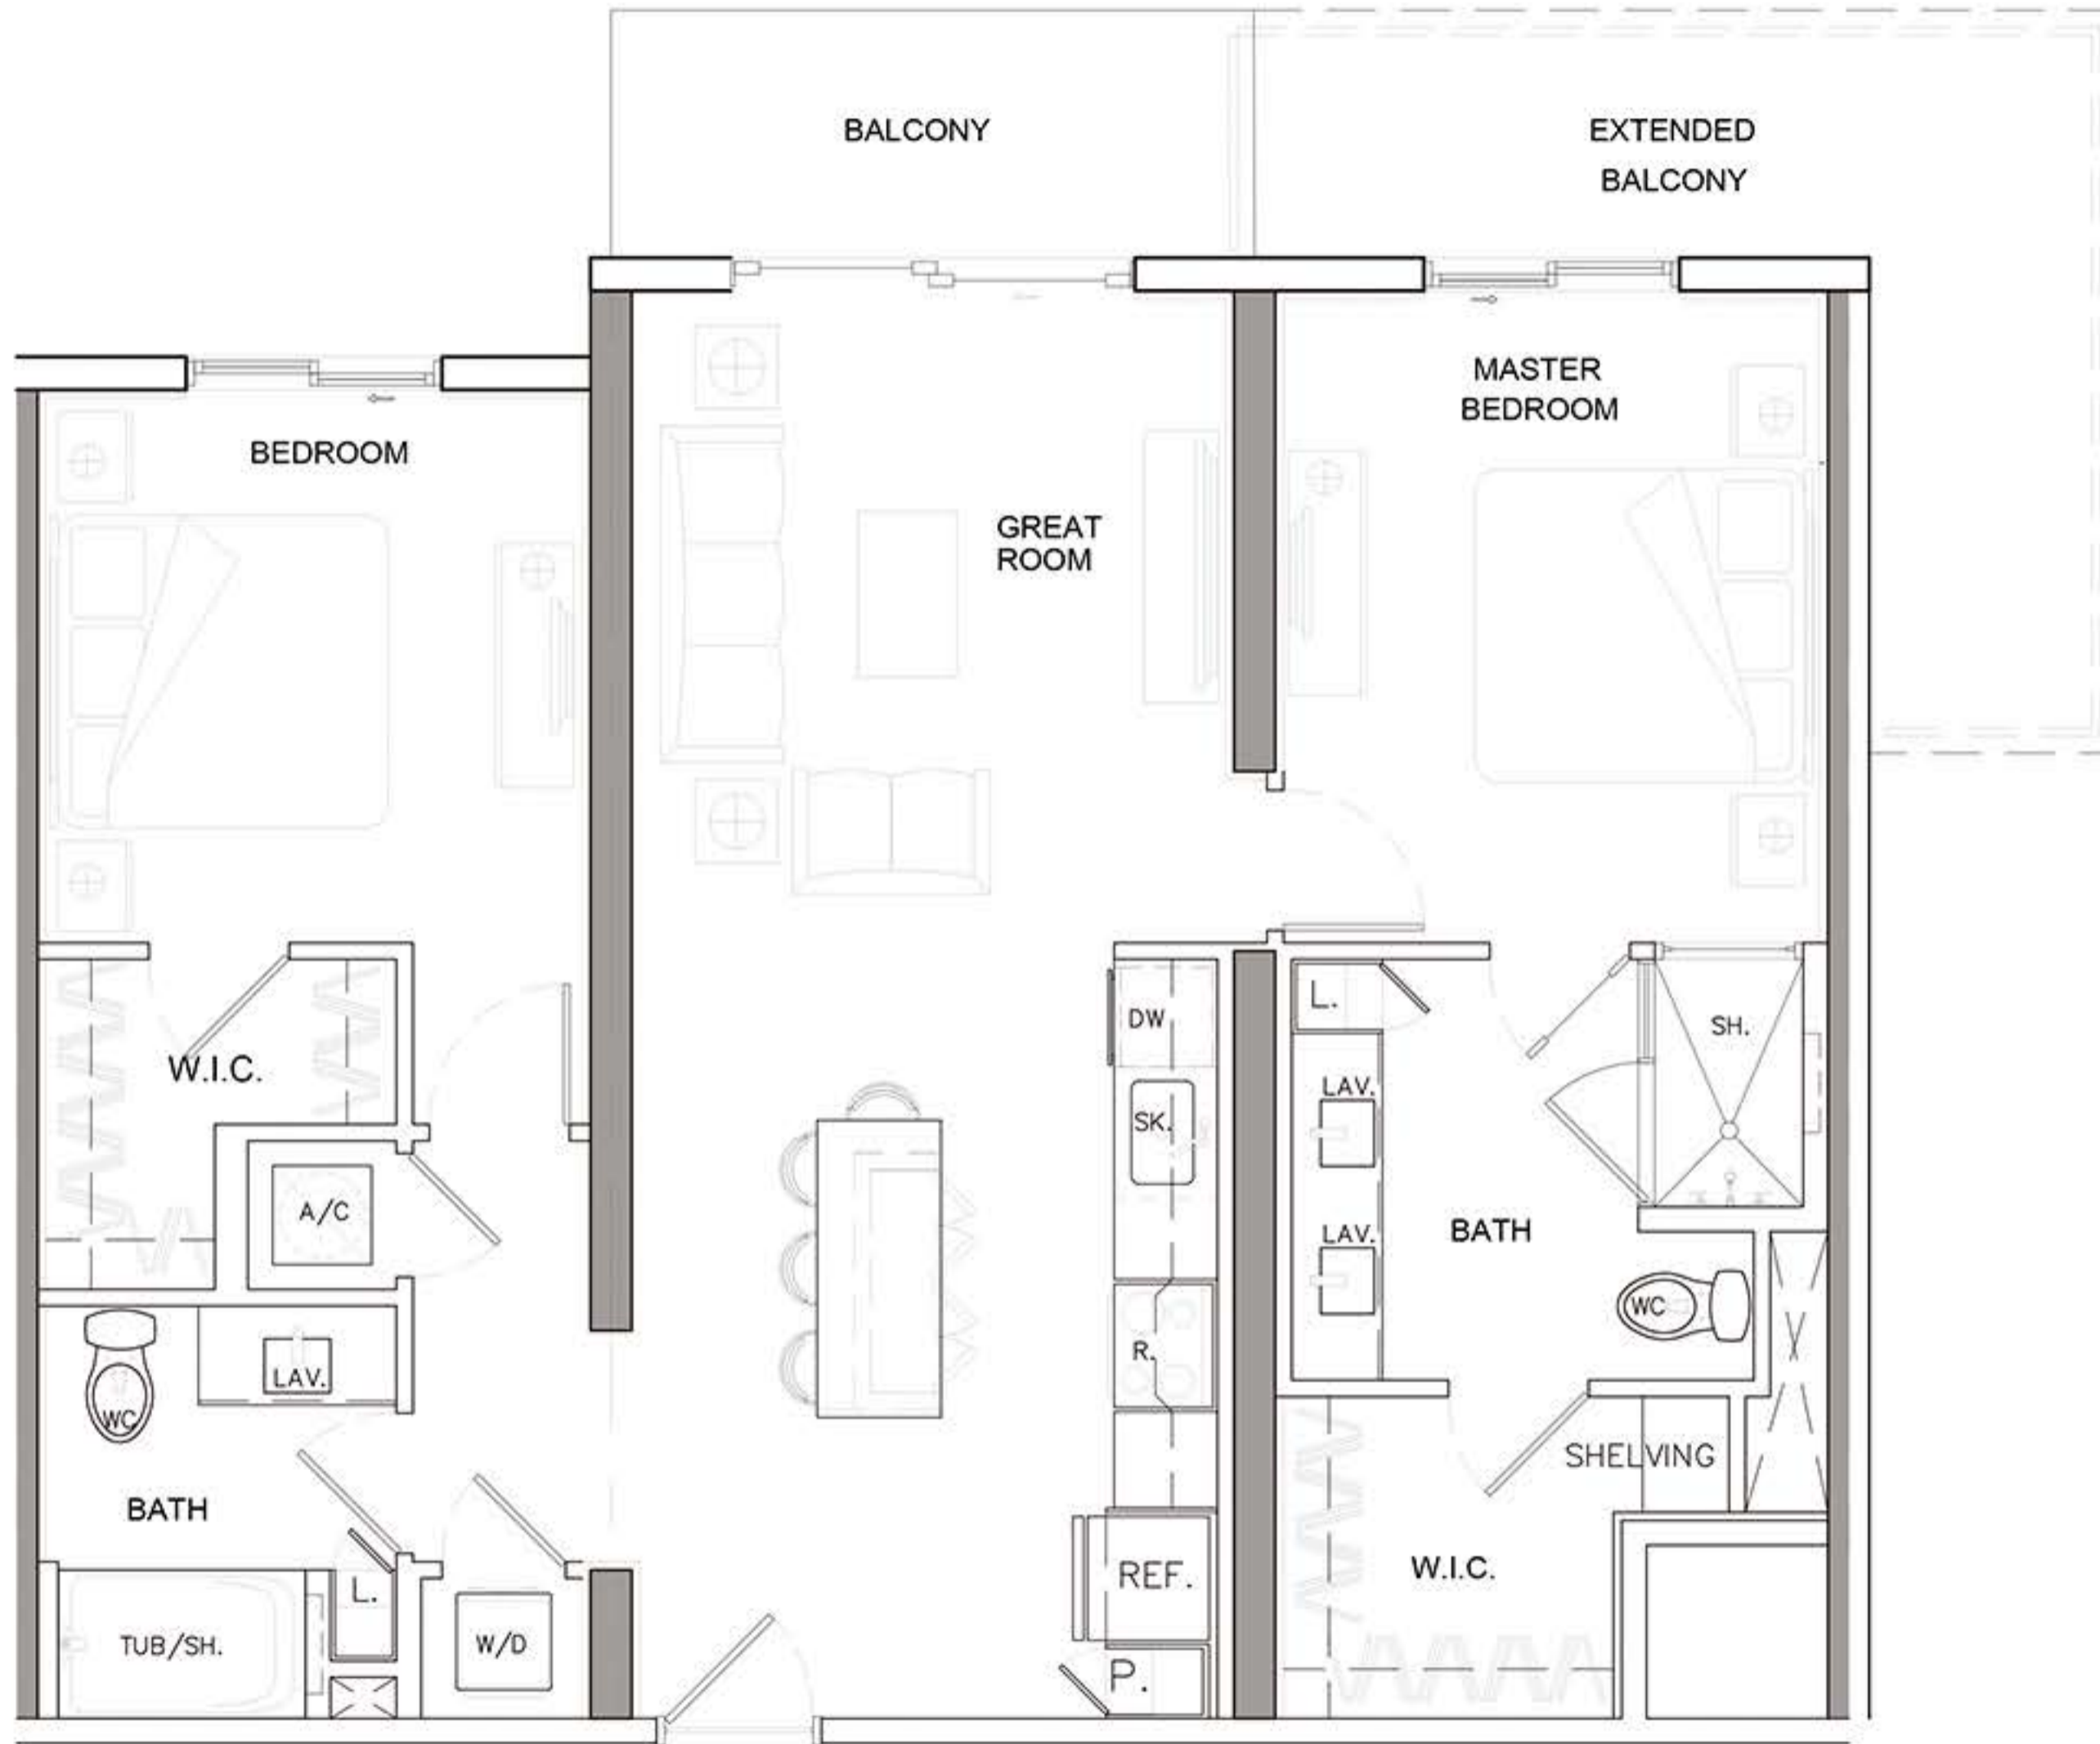 BALCONY
EXTENDED
BALCONY
MASTER
BEDROOM
BEDROOM
GREAT
ROOM
L.
DW
SH.
W.I.C.
LAV.
SK.
A/C
LAV.
BATH
WC
R.
LAV.
WC
SHELVING
BATH
REF.
W.I.C.
L.
TUB/SH.
W/D
P.